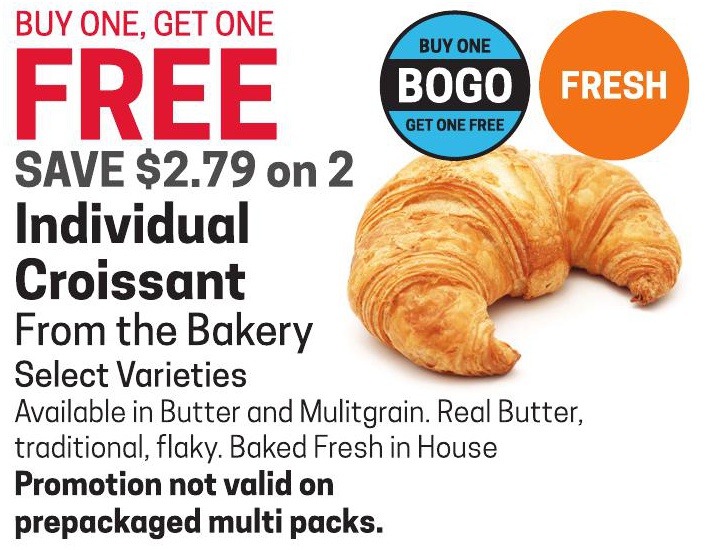 BUY ONE, GET ONE
FREE
SAVE $2.79 on 2
Individual
Croissant
From the Bakery
Select Varieties
Available in Butter and Mulitgrain. Real Butter,
traditional, flaky. Baked Fresh in House
Promotion not valid on
prepackaged multi packs.
BUY ONE
BOGO
GET ONE FREE
FRESH